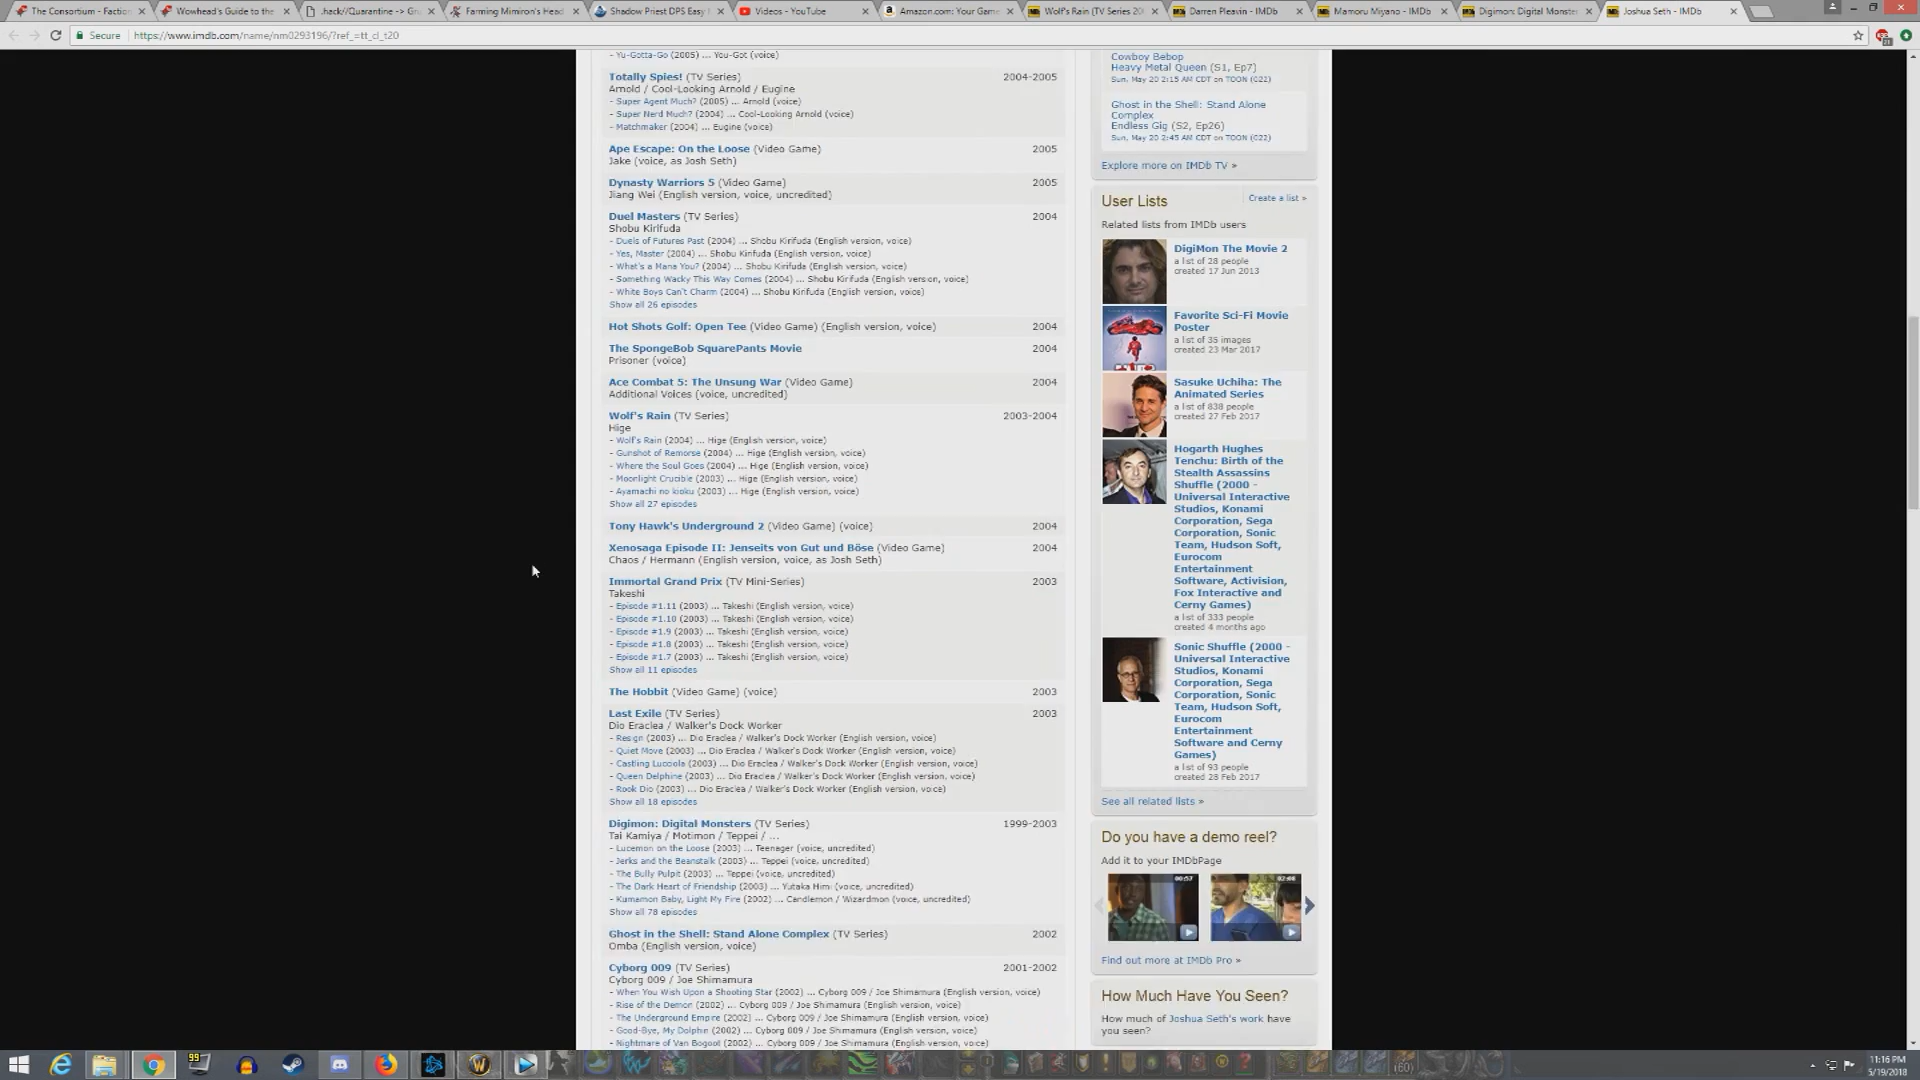 The Consortium - Faction
Wowhead's Guide to the
.hack//Quarantine -> Gr
Farming Mimiron's Head
Shadow Priest DPS Easy
Videos - YouTube
Amazon.com: Your Game
Wolf's Rain (TV Series 20
Darren Pleavin - IMDb
Mamoru Miyano - IMDb
Digimon: Digital Monster
Joshua Seth - IMDb
Secure
https://www.imdb.com/name/nm0293196/?ref_=tt_cl_t20
- Yu-Gotta-Go (2005) ... You-Got (voice)
Totally Spies! (TV Series) 2004-2005
Arnold / Cool-Looking Arnold / Eugine
- Super Agent Much? (2005) ... Arnold (voice)
- Super Nerd Much? (2004) ... Cool-Looking Arnold (voice)
- Matchmaker (2004) ... Eugine (voice)
Ape Escape: On the Loose (Video Game) 2005
Jake (voice, as Josh Seth)
Dynasty Warriors 5 (Video Game) 2005
Jiang Wei (English version, voice, uncredited)
Duel Masters (TV Series) 2004
Shobu Kirifuda
- Duels of Futures Past (2004) ... Shobu Kirifuda (English version, voice)
- Yes, Master (2004) ... Shobu Kirifuda (English version, voice)
- What's a Mana You? (2004) ... Shobu Kirifuda (English version, voice)
- Something Wacky This Way Comes (2004) ... Shobu Kirifuda (English version, voice)
- White Boys Can't Charm (2004) ... Shobu Kirifuda (English version, voice)
Show all 26 episodes
Hot Shots Golf: Open Tee (Video Game) (English version, voice) 2004
The SpongeBob SquarePants Movie 2004
Prisoner (voice)
Ace Combat 5: The Unsung War (Video Game) 2004
Additional Voices (voice, uncredited)
Wolf's Rain (TV Series) 2003-2004
Hige
- Wolf's Rain (2004) ... Hige (English version, voice)
- Gunshot of Remorse (2004) ... Hige (English version, voice)
- Where the Soul Goes (2004) ... Hige (English version, voice)
- Moonlight Crucible (2003) ... Hige (English version, voice)
- Ayamachi no kioku (2003) ... Hige (English version, voice)
Show all 27 episodes
Tony Hawk's Underground 2 (Video Game) (voice) 2004
Xenosaga Episode II: Jenseits von Gut und Böse (Video Game) 2004
Chaos / Hermann (English version, voice, as Josh Seth)
Immortal Grand Prix (TV Mini-Series) 2003
Takeshi
- Episode #1.11 (2003) ... Takeshi (English version, voice)
- Episode #1.10 (2003) ... Takeshi (English version, voice)
- Episode #1.9 (2003) ... Takeshi (English version, voice)
- Episode #1.8 (2003) ... Takeshi (English version, voice)
- Episode #1.7 (2003) ... Takeshi (English version, voice)
Show all 11 episodes
The Hobbit (Video Game) (voice) 2003
Last Exile (TV Series) 2003
Dio Eraclea / Walker's Dock Worker
- Resign (2003) ... Dio Eraclea / Walker's Dock Worker (English version, voice)
- Quiet Move (2003) ... Dio Eraclea / Walker's Dock Worker (English version, voice)
- Castling Lucciola (2003) ... Dio Eraclea / Walker's Dock Worker (English version, voice)
- Queen Delphine (2003) ... Dio Eraclea / Walker's Dock Worker (English version, voice)
- Rook Dio (2003) ... Dio Eraclea / Walker's Dock Worker (English version, voice)
Show all 18 episodes
Digimon: Digital Monsters (TV Series) 1999-2003
Tai Kamiya / Motimon / Teppei / ...
- Lucemon on the Loose (2003) ... Teenager (voice, uncredited)
- Jerks and the Beanstalk (2003) ... Teppei (voice, uncredited)
- The Bully Pulpit (2003) ... Teppei (voice, uncredited)
- The Dark Heart of Friendship (2003) ... Yutaka Himi (voice, uncredited)
- Kumamon Baby, Light My Fire (2002) ... Candlemon / Wizardmon (voice, uncredited)
Show all 78 episodes
Ghost in the Shell: Stand Alone Complex (TV Series) 2002
Omba (English version, voice)
Cyborg 009 (TV Series) 2001-2002
Cyborg 009 / Joe Shimamura
- When You Wish Upon a Shooting Star (2002) ... Cyborg 009 / Joe Shimamura (English version, voice)
- Rise of the Demon (2002) ... Cyborg 009 / Joe Shimamura (English version, voice)
- The Underground Empire (2002) ... Cyborg 009 / Joe Shimamura (English version, voice)
- Good-Bye, My Dolphin (2002) ... Cyborg 009 / Joe Shimamura (English version, voice)
- Nightmare of Van Bogoot (2002) ... Cyborg 009 / Joe Shimamura (English version, voice)
Cowboy Bebop
Heavy Metal Queen (S1, Ep7)
Sun, May 20 2:15 AM CDT on TOON (022)
Ghost in the Shell: Stand Alone
Complex
Endless Gig (S2, Ep26)
Sun, May 20 2:45 AM CDT on TOON (022)
Explore more on IMDb TV »
User Lists
Create a list »
Related lists from IMDb users
DigiMon The Movie 2
a list of 28 people
created 17 Jun 2013
Favorite Sci-Fi Movie
Poster
a list of 35 images
created 23 Mar 2017
Sasuke Uchiha: The
Animated Series
a list of 838 people
created 27 Feb 2017
Hogarth Hughes
Tenchu: Birth of the
Stealth Assassins
Shuffle (2000 -
Universal Interactive
Studios, Konami
Corporation, Sega
Corporation, Sonic
Team, Hudson Soft,
Eurocom
Entertainment
Software, Activision,
Fox Interactive and
Cerny Games)
a list of 333 people
created 4 months ago
Sonic Shuffle (2000 -
Universal Interactive
Studios, Konami
Corporation, Sega
Corporation, Sonic
Team, Hudson Soft,
Eurocom
Entertainment
Software and Cerny
Games)
a list of 93 people
created 28 Feb 2017
See all related lists »
Do you have a demo reel?
Add it to your IMDbPage
00:57
02:08
Find out more at IMDb Pro »
How Much Have You Seen?
How much of Joshua Seth's work have
you seen?
99
(60)
11:16 PM
5/19/2018